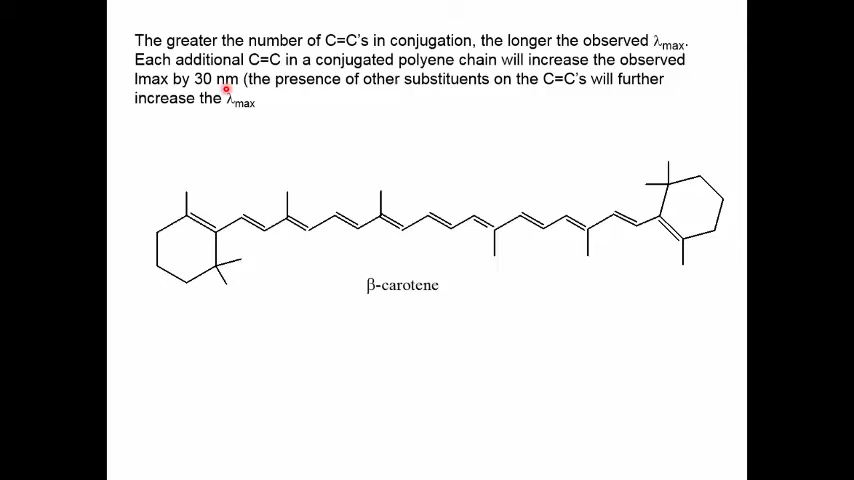 The greater the number of C=C's in conjugation, the longer the observed λmax.
Each additional C=C in a conjugated polyene chain will increase the observed
lmax by 30 nm (the presence of other substituents on the C=C's will further
increase the λmax
β-carotene